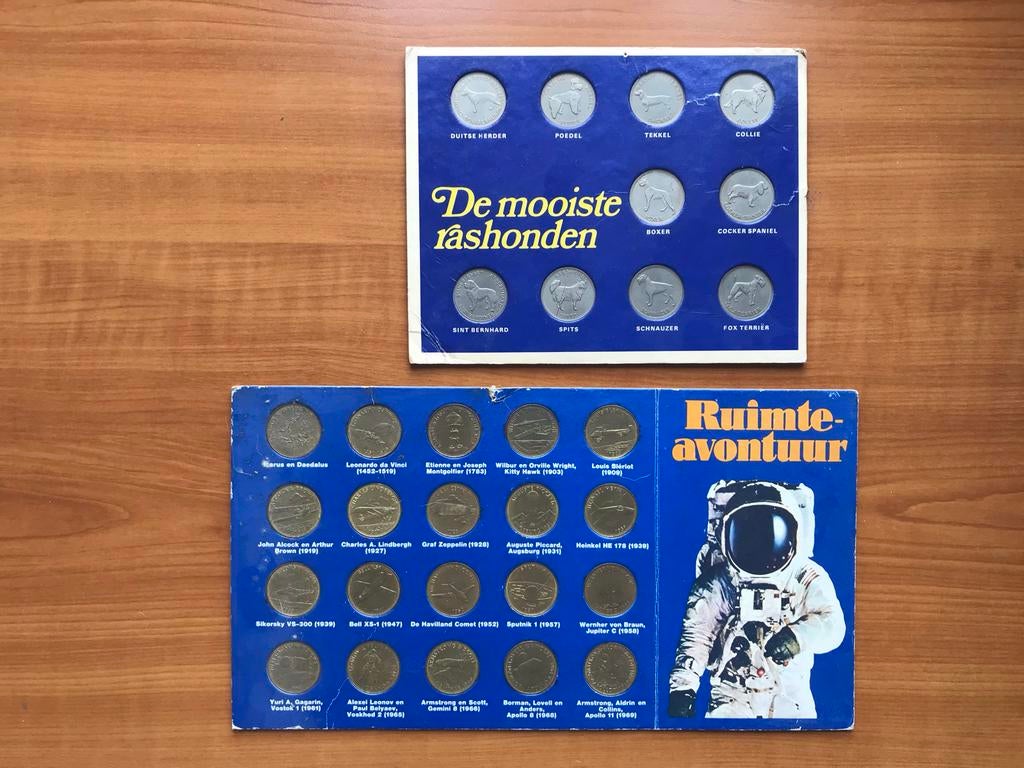 DUITSE HERDER
POEDEL
TEKKEL
COLLIE
De mooiste
rashonden
BOXER
COCKER SPANIEL
SINT BERNHARD
SPITS
SCHNAUZER
FOX TERRIËR
Ruimte-
avontuur
Ikarus en Daedalus
Leonardo da Vinci
(1452-1519)
Etienne en Joseph
Montgolfier (1783)
Wilbur en Orville Wright,
Kitty Hawk (1903)
Louis Blériot
(1909)
John Alcock en Arthur
Brown (1919)
Charles A. Lindbergh
(1927)
Graf Zeppelin (1928)
Auguste Piccard,
Augsburg (1931)
Heinkel HE 178 (1939)
Sikorsky VS-300 (1939)
Bell XS-1 (1947)
De Havilland Comet (1952)
Sputnik 1 (1957)
Wernher von Braun,
Jupiter C (1958)
Yuri A. Gagarin,
Vostok 1 (1961)
Alexei Leonov en
Paul Belyaev,
Voskhod 2 (1965)
Armstrong en Scott,
Gemini 8 (1966)
Borman, Lovell en
Anders,
Apollo 8 (1968)
Armstrong, Aldrin en
Collins,
Apollo 11 (1969)